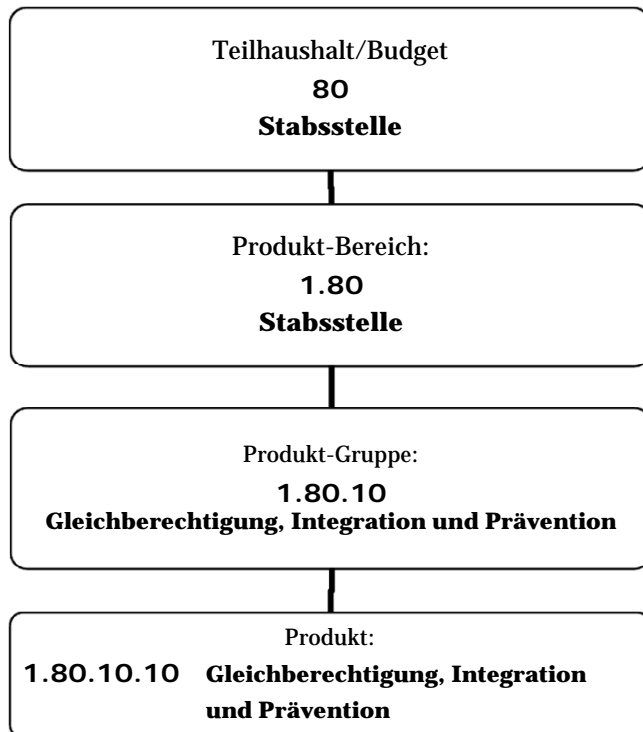 Teilhaushalt/Budget
80
Stabsstelle
Produkt-Bereich:
1.80
Stabsstelle
Produkt-Gruppe:
1.80.10
Gleichberechtigung, Integration und Prävention
Produkt:
1.80.10.10 Gleichberechtigung, Integration
und Prävention